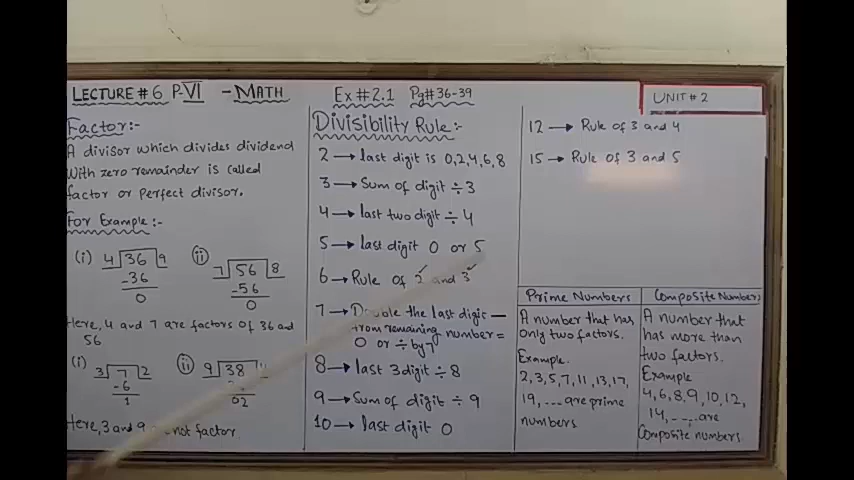 LECTURE # 6 P-VI - MATH Ex # 2.1 Pg# 36-39
UNIT # 2
Factor:-
A divisor which divides dividend
with zero remainder is called
factor or perfect divisor.
For Example:-
(i) 4 36 9
-36
0
(ii) 7 56 8
-56
0
Here, 4 and 7 are factors of 36 and
56
(i) 3 7 2
-6
1
(ii) 9 38
02
Here, 3 and 9 not factor.
Divisibility Rule:-
2 → last digit is 0,2,4,6,8
3 → Sum of digit ÷ 3
4 → last two digit ÷ 4
5 → last digit 0 or 5
6 → Rule of 2✓ and 3✓
7 → Double the last digit —
from remaining number =
0 or ÷ by 7
8 → last 3 digit ÷ 8
9 → Sum of digit ÷ 9
10 → last digit 0
12 → Rule of 3 and 4
15 → Rule of 3 and 5
Prime Numbers
A number that has
only two factors.
Example
2, 3, 5, 7, 11, 13, 17,
19, ... are prime
numbers
Composite Numbers
A number that
has more than
two factors.
Example
4, 6, 8, 9, 10, 12,
14, ... are
Composite numbers